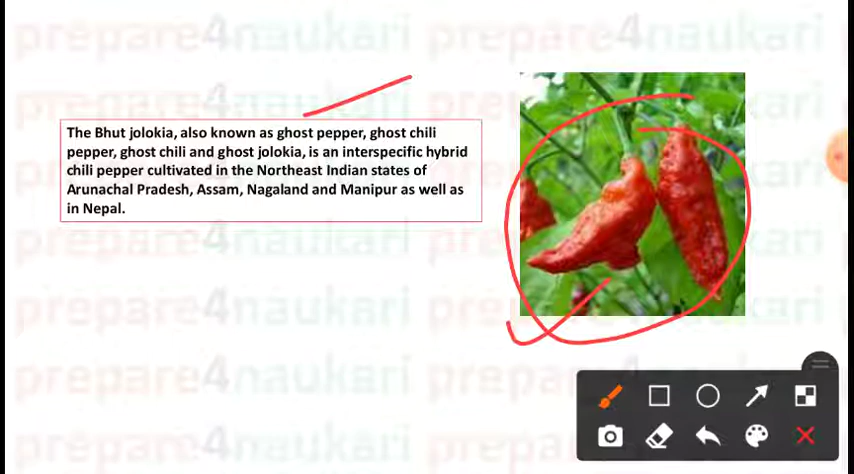 prepare4naukari prepare4naukari
prepare4naukari prepare4naukari
The Bhut jolokia, also known as ghost pepper, ghost chili
pepper, ghost chili and ghost jolokia, is an interspecific hybrid
chili pepper cultivated in the Northeast Indian states of
Arunachal Pradesh, Assam, Nagaland and Manipur as well as
in Nepal.
prepare4naukari prepare4naukari
prepare4naukari prepare4naukari
prepare4naukari prepare4naukari
prepare4naukari